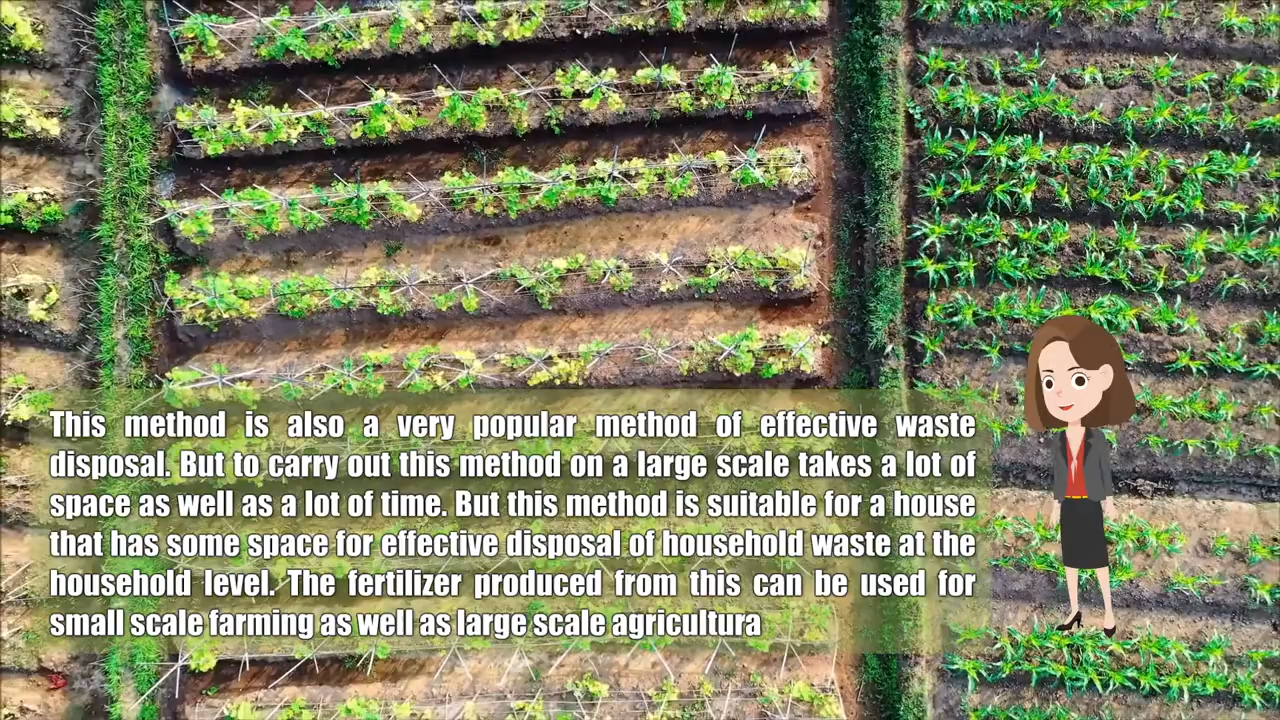 This method is also a very popular method of effective waste
disposal. But to carry out this method on a large scale takes a lot of
space as well as a lot of time. But this method is suitable for a house
that has some space for effective disposal of household waste at the
household level. The fertilizer produced from this can be used for
small scale farming as well as large scale agricultura